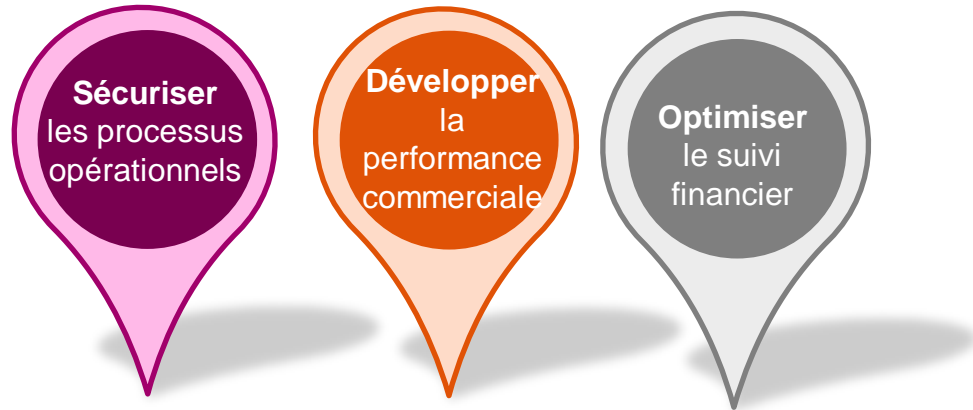 Sécuriser
les processus
opérationnels
Développer
la
performance
commerciale
Optimiser
le suivi
financier